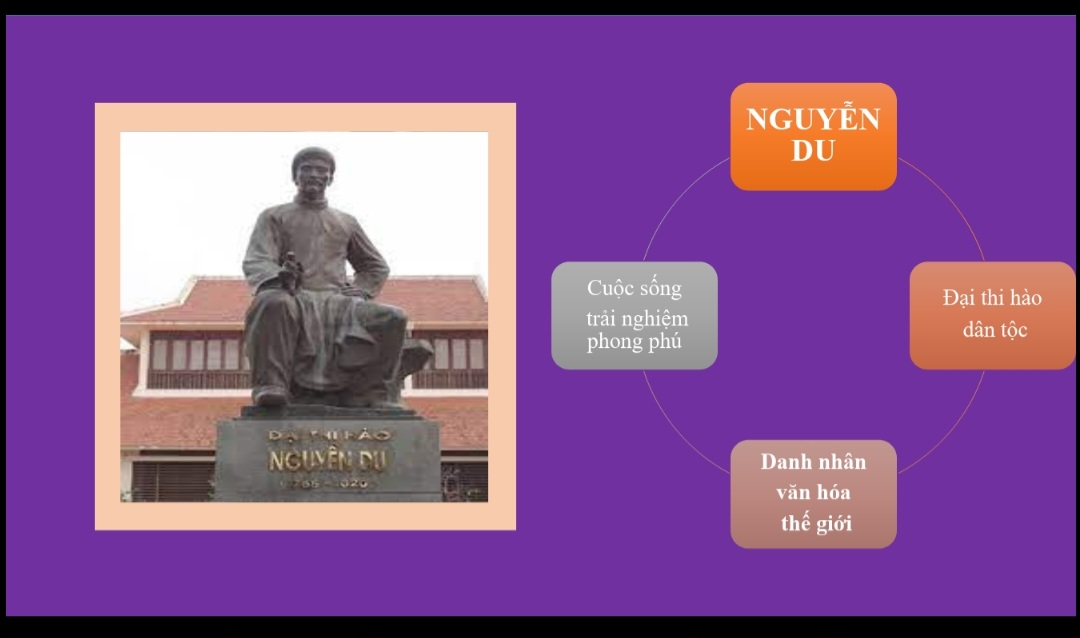 ĐẠI THI HÀO
NGUYỄN DU
NGUYỄN
DU
Đại thi hào
dân tộc
Danh nhân
văn hóa
thế giới
Cuộc sống
trải nghiệm
phong phú